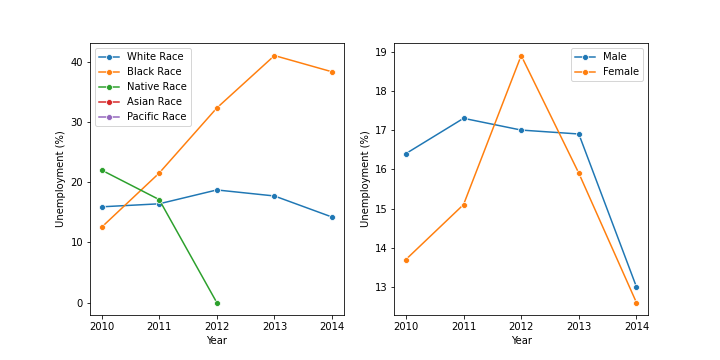 White Race
Black Race
Native Race
Asian Race
Pacific Race
Unemployment (%)
40
30
20
10
0
2010 2011 2012 2013 2014
Year
Male
Female
Unemployment (%)
19
18
17
16
15
14
13
2010 2011 2012 2013 2014
Year